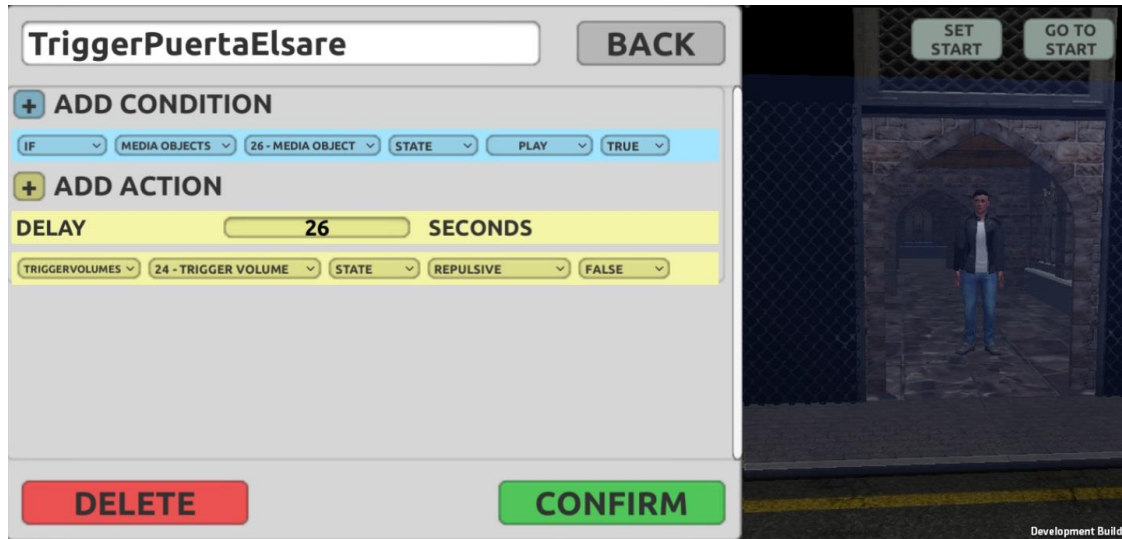 TriggerPuertaElsare
BACK
SET START
GO TO START
+ ADD CONDITION
IF MEDIA OBJECTS 26 - MEDIA OBJECT STATE PLAY TRUE
+ ADD ACTION
DELAY 26 SECONDS
TRIGGERVOLUMES 24 - TRIGGER VOLUME STATE REPULSIVE FALSE
DELETE
CONFIRM
Development Build